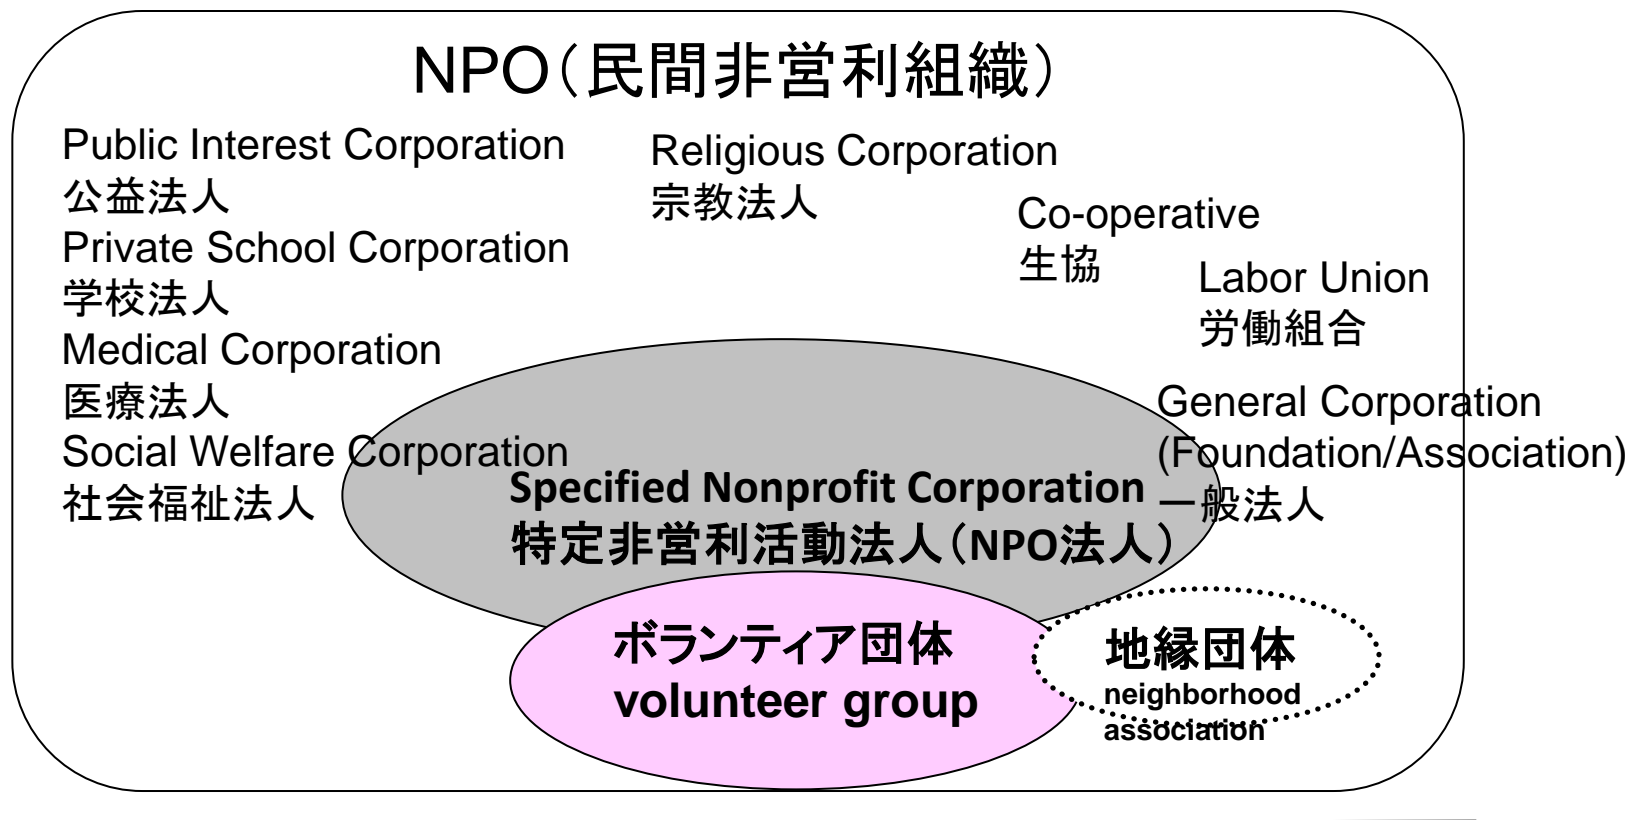 NPO（民間非営利組織）
Public Interest Corporation
公益法人
Private School Corporation
学校法人
Medical Corporation
医療法人
Social Welfare Corporation
社会福祉法人
Religious Corporation
宗教法人
Co-operative
生協
Labor Union
労働組合
General Corporation
(Foundation/Association)
一般法人
Specified Nonprofit Corporation
特定非営利活動法人（NPO法人）
ボランティア団体
volunteer group
地縁団体
neighborhood
association